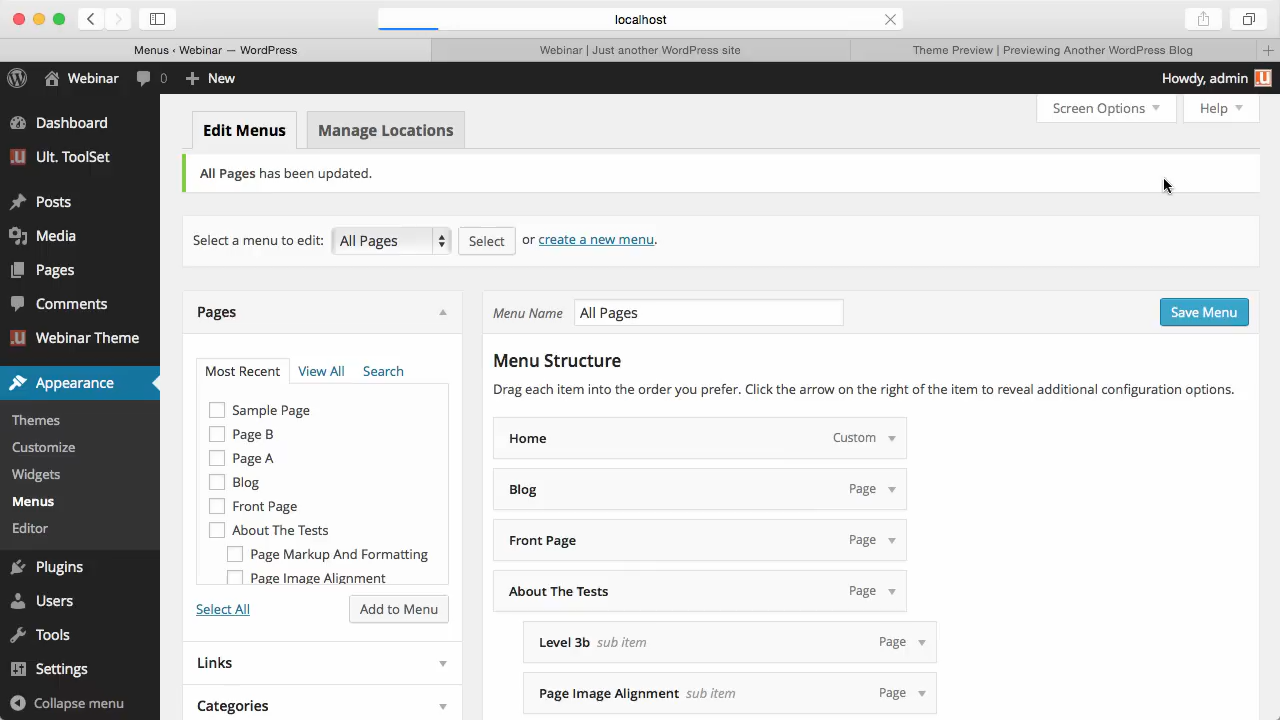 localhost
Menus ‹ Webinar — WordPress
Webinar | Just another WordPress site
Theme Preview | Previewing Another WordPress Blog
Webinar
0
New
Howdy, admin
Dashboard
Ult. ToolSet
Posts
Media
Pages
Comments
Webinar Theme
Appearance
Themes
Customize
Widgets
Menus
Editor
Plugins
Users
Tools
Settings
Collapse menu
Edit Menus
Manage Locations
Screen Options
Help
All Pages has been updated.
Select a menu to edit: All Pages Select or create a new menu.
Pages
Most Recent View All Search
Sample Page
Page B
Page A
Blog
Front Page
About The Tests
Page Markup And Formatting
Page Image Alignment
Select All
Add to Menu
Links
Categories
Menu Name All Pages Save Menu
Menu Structure
Drag each item into the order you prefer. Click the arrow on the right of the item to reveal additional configuration options.
Home Custom
Blog Page
Front Page Page
About The Tests Page
Level 3b sub item Page
Page Image Alignment sub item Page